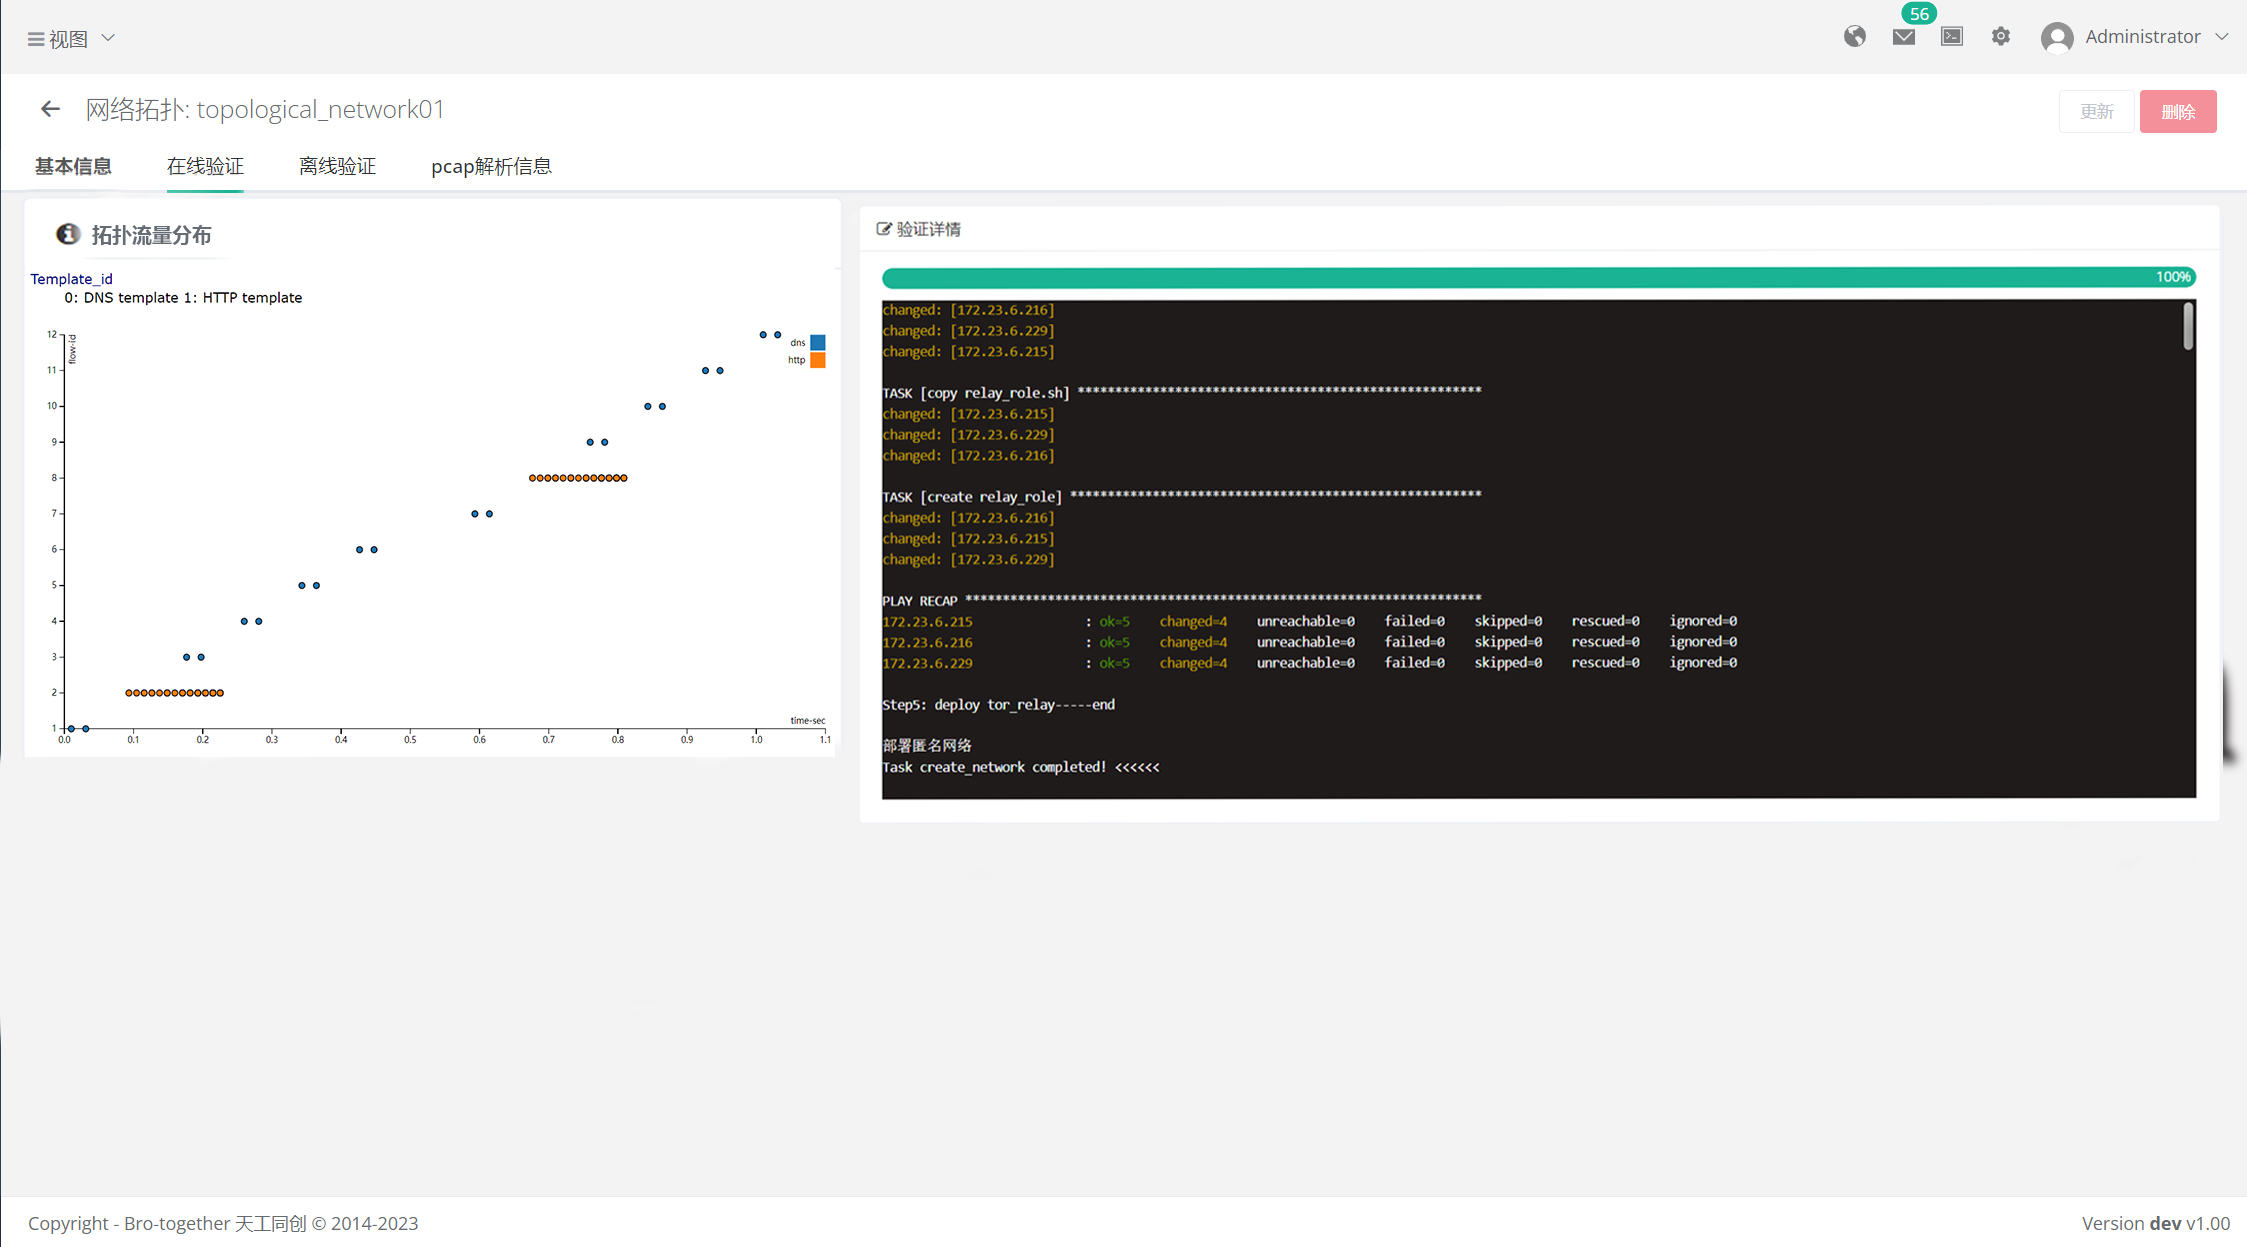 视图
56
Administrator
网络拓扑: topological_network01
更新 删除
基本信息 在线验证 离线验证 pcap解析信息
拓扑流量分布
Template_id
0: DNS template 1: HTTP template
flow-id
12
11
10
9
8
7
6
5
4
3
2
1
dns
http
time-sec
0.0 0.1 0.2 0.3 0.4 0.5 0.6 0.7 0.8 0.9 1.0 1.1
验证详情
100%
changed: [172.23.6.216]
changed: [172.23.6.229]
changed: [172.23.6.215]
TASK [copy relay_role.sh] ******************************************************
changed: [172.23.6.215]
changed: [172.23.6.229]
changed: [172.23.6.216]
TASK [create relay_role] *******************************************************
changed: [172.23.6.216]
changed: [172.23.6.215]
changed: [172.23.6.229]
PLAY RECAP *********************************************************************
172.23.6.215 : ok=5 changed=4 unreachable=0 failed=0 skipped=0 rescued=0 ignored=0
172.23.6.216 : ok=5 changed=4 unreachable=0 failed=0 skipped=0 rescued=0 ignored=0
172.23.6.229 : ok=5 changed=4 unreachable=0 failed=0 skipped=0 rescued=0 ignored=0
Step5: deploy tor_relay-----end
部署匿名网络
Task create_network completed! <<<<<<
Copyright - Bro-together 天工同创 © 2014-2023
Version dev v1.00